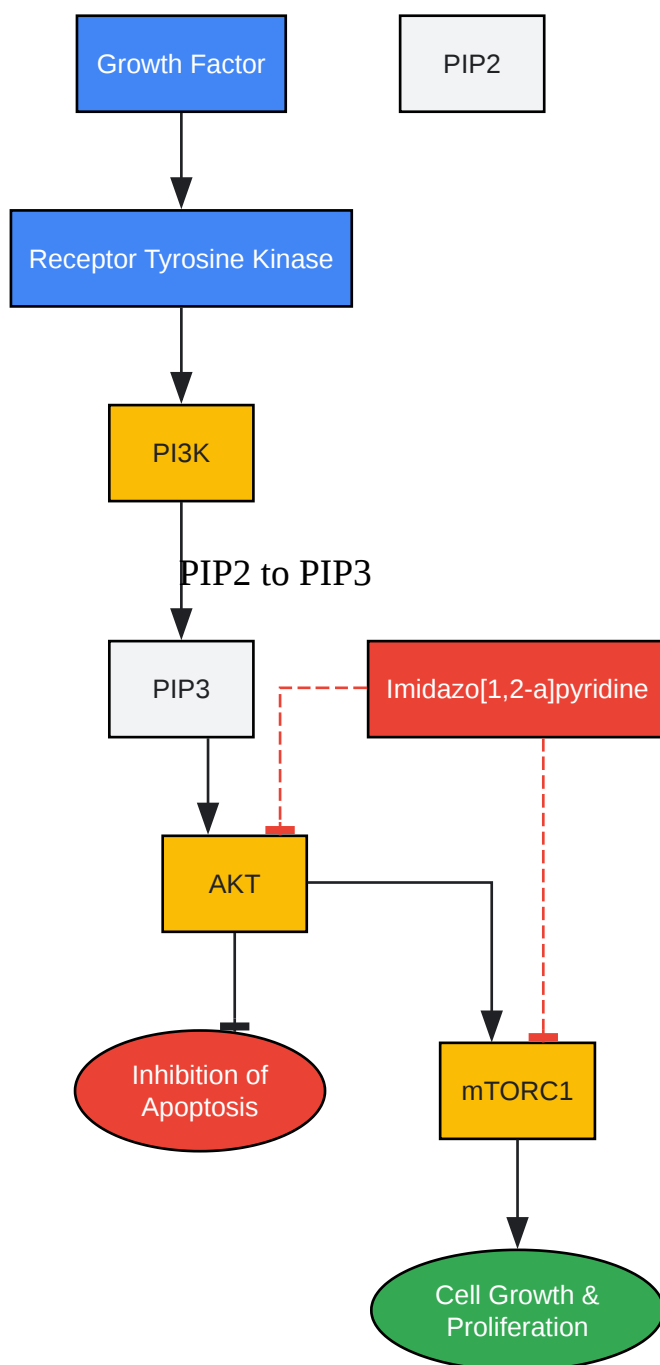 Growth Factor
PIP2
Receptor Tyrosine Kinase
PI3K
PIP2 to PIP3
PIP3
Imidazo[1,2-a]pyridine
AKT
Inhibition of
Apoptosis
mTORC1
Cell Growth &
Proliferation